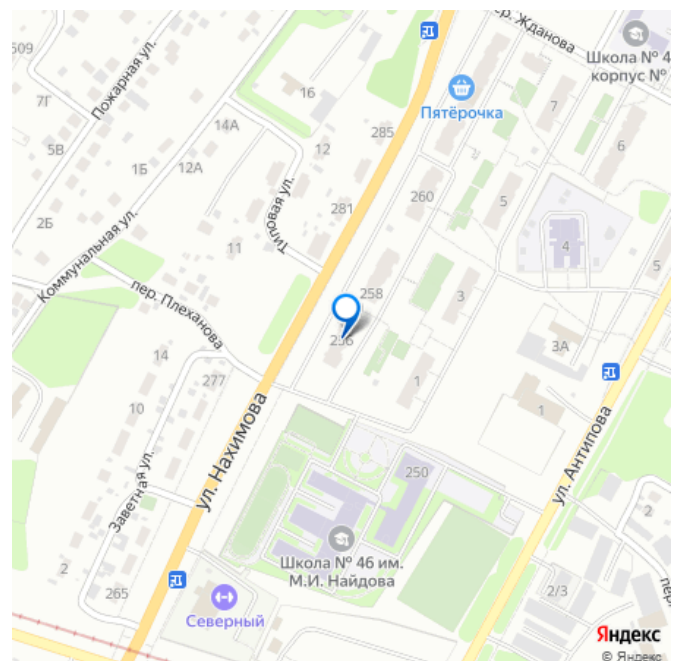 509
Пожарная ул.
7Г
5В
16
пер. Жданова
Школа № 4
корпус №
Пятёрочка
7
6
14А
12
285
1Б
12А
2Б
Коммунальная ул.
Типовая ул.
11
281
260
5
4
5
пер. Плеханова
258
3
256
14
277
1
3А
10
1
ул. Нахимова
ул. Антипова
Заветная ул.
250
2
Школа № 46 им.
М.И. Найдова
2
265
Северный
2/3
пер
Яндекс
© Яндекс